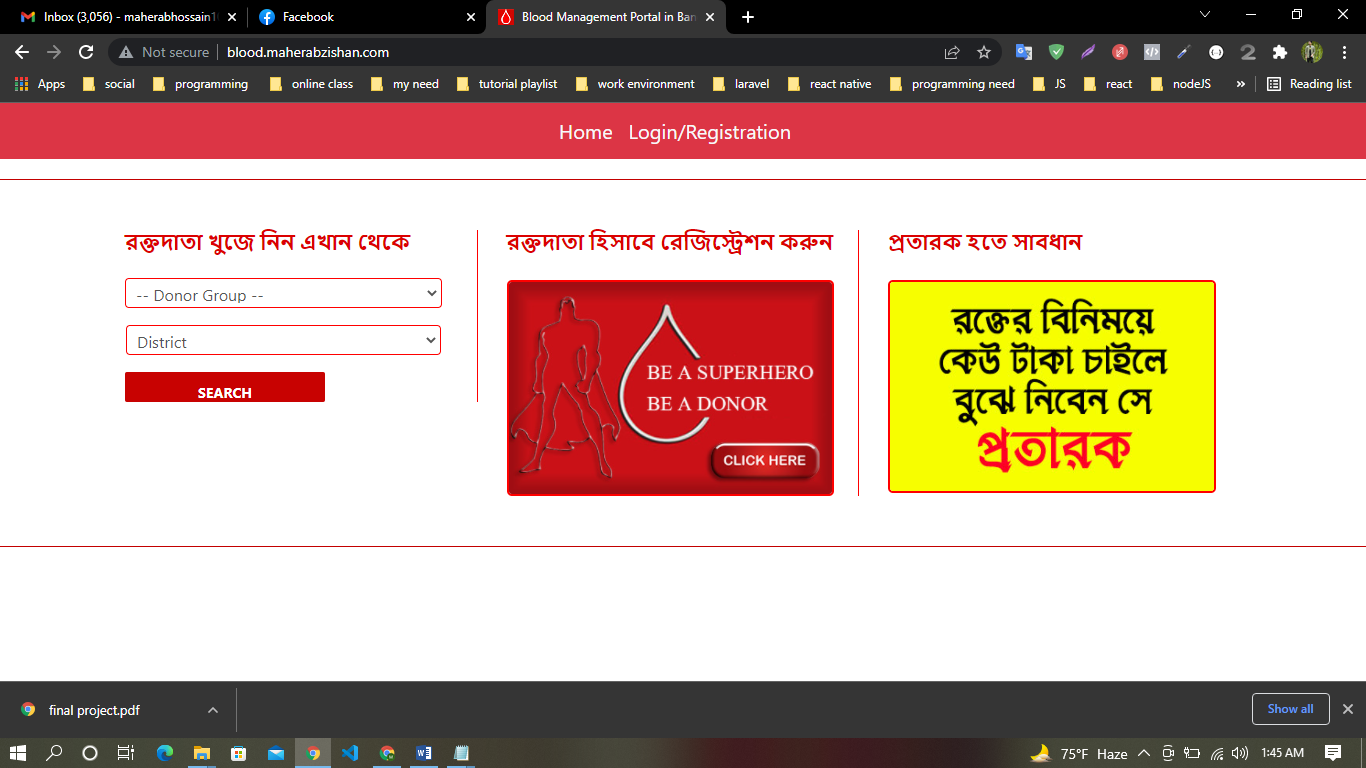 Inbox (3,056) - maherabhossain1
Facebook
Blood Management Portal in Ban
Not secure
blood.maherabzishan.com
Apps
social
programming
online class
my need
tutorial playlist
work environment
laravel
react native
programming need
JS
react
nodeJS
»
Reading list
Home
Login/Registration
রক্তদাতা খুজে নিন এখান থেকে
-- Donor Group --
District
SEARCH
রক্তদাতা হিসাবে রেজিস্ট্রেশন করুন
BE A SUPERHERO
BE A DONOR
CLICK HERE
প্রতারক হতে সাবধান
রক্তের বিনিময়ে
কেউ টাকা চাইলে
বুঝে নিবেন সে
প্রতারক
final project.pdf
Show all
75°F Haze
1:45 AM